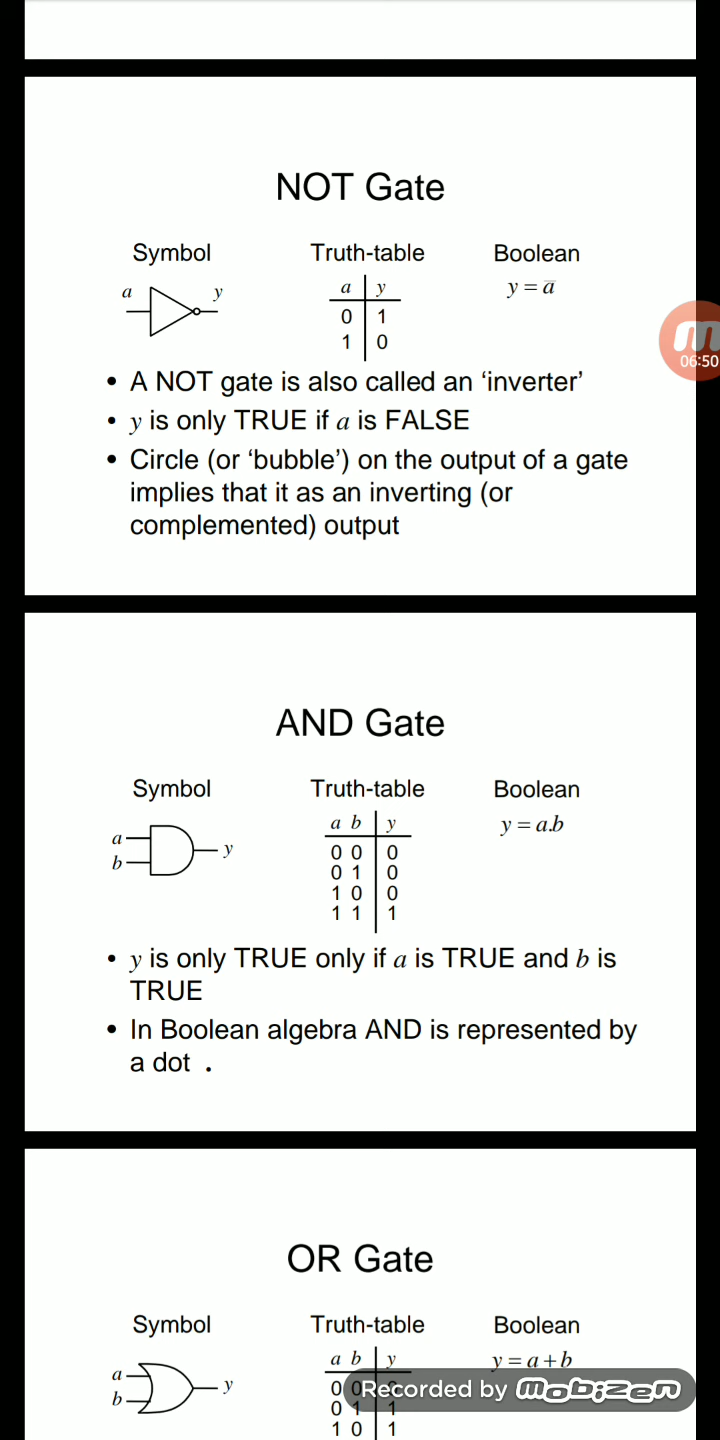 NOT Gate
Symbol Truth-table Boolean
a y a y y = a̅
0 1
1 0
06:50
• A NOT gate is also called an ‘inverter’
• y is only TRUE if a is FALSE
• Circle (or ‘bubble’) on the output of a gate
implies that it as an inverting (or
complemented) output
AND Gate
Symbol Truth-table Boolean
a b y y = a.b
a
b y
0 0 0
0 1 0
1 0 0
1 1 1
• y is only TRUE only if a is TRUE and b is
TRUE
• In Boolean algebra AND is represented by
a dot .
OR Gate
Symbol Truth-table Boolean
a b y y = a + b
a
b y
0 0
0 1 1
1 0 1
Recorded by mobizen